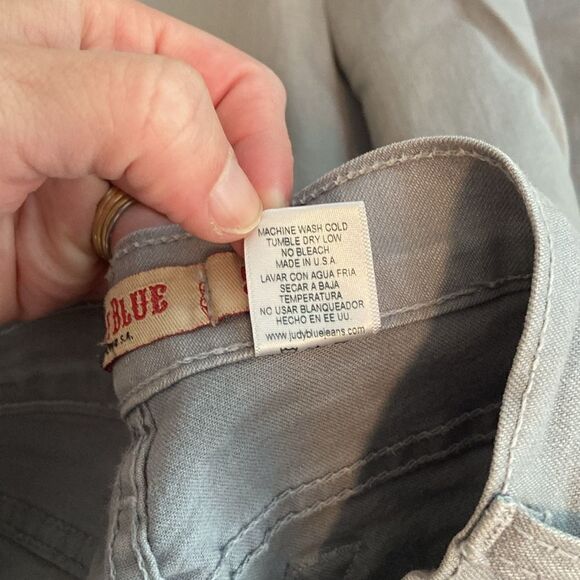 MACHINE WASH COLD
TUMBLE DRY LOW
NO BLEACH
MADE IN U.S.A
LAVAR CON AGUA FRIA
SECAR A BAJA
TEMPERATURA
NO USAR BLANQUEADOR
HECHO EN EE UU
www.judybluejeans.com
BLUE